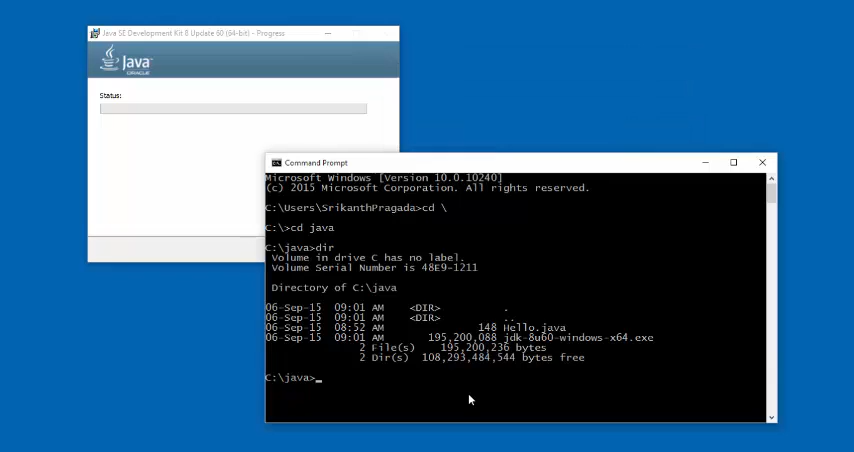 Java SE Development Kit 8 Update 60 (64-bit) - Progress
Java
ORACLE
Status:
Command Prompt
Microsoft Windows [Version 10.0.10240]
(c) 2015 Microsoft Corporation. All rights reserved.
C:\Users\SrikanthPragada>cd \
C:\>cd java
C:\java>dir
Volume in drive C has no label.
Volume Serial Number is 48E9-1211
Directory of C:\java
06-Sep-15 09:01 AM <DIR> .
06-Sep-15 09:01 AM <DIR> ..
06-Sep-15 08:52 AM 148 Hello.java
06-Sep-15 09:01 AM 195,200,088 jdk-8u60-windows-x64.exe
2 File(s) 195,200,236 bytes
2 Dir(s) 108,293,484,544 bytes free
C:\java>_